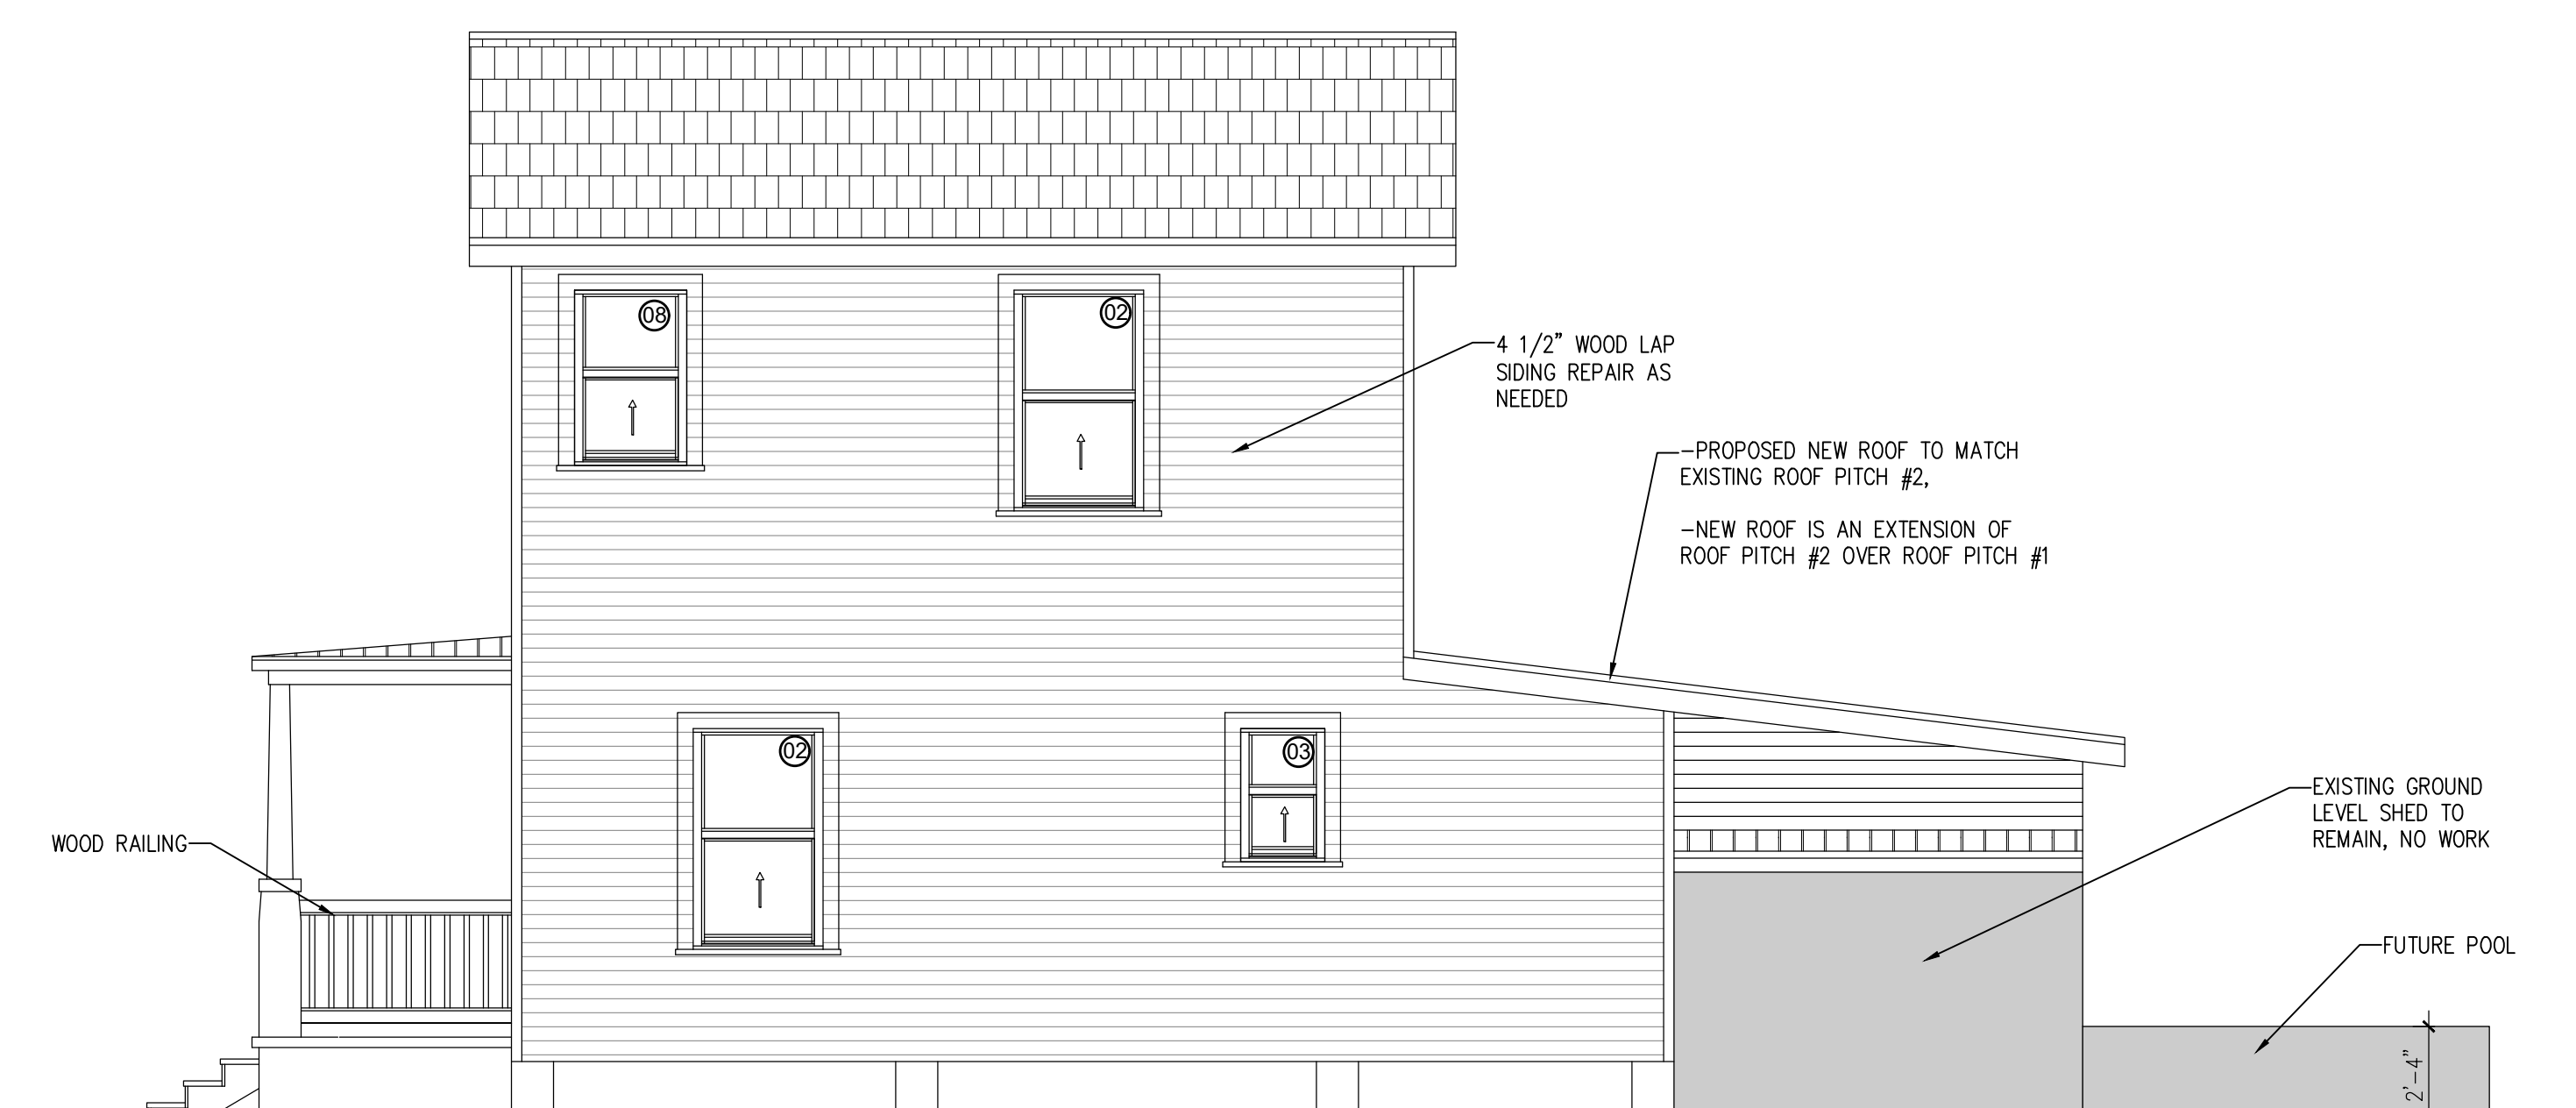 08
02
4 1/2” WOOD LAP
SIDING REPAIR AS
NEEDED
-PROPOSED NEW ROOF TO MATCH
EXISTING ROOF PITCH #2,
-NEW ROOF IS AN EXTENSION OF
ROOF PITCH #2 OVER ROOF PITCH #1
02
03
WOOD RAILING
EXISTING GROUND
LEVEL SHED TO
REMAIN, NO WORK
FUTURE POOL
2'-4”